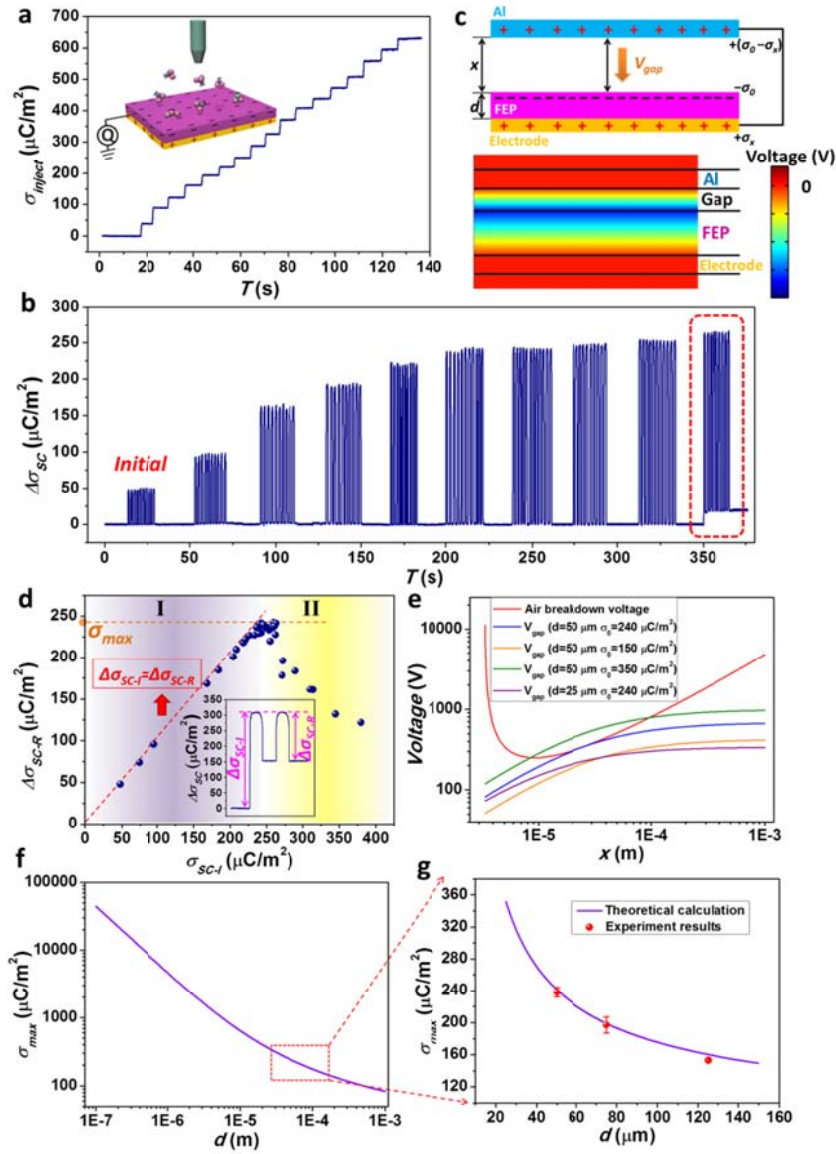 a
σinject (μC/m²)
700
600
500
400
300
200
100
0
Q
0 20 40 60 80 100 120 140
T (s)
c
Al
+(σ0−σx)
x
Vgap
−σ0
d
FEP
Electrode
+σx
Voltage (V)
0
Al
Gap
FEP
Electrode
b
ΔσSC (μC/m²)
300
250
200
150
100
50
0
Initial
0 50 100 150 200 250 300 350
T (s)
d
ΔσSC-R (μC/m²)
300
250
200
150
100
50
0
I
II
σmax
ΔσSC-I=ΔσSC-R
ΔσSC (μC/m²)
350
300
250
200
150
100
50
0
ΔσSC-I
ΔσSC-R
0 100 200 300 400
σSC-I (μC/m²)
e
Voltage (V)
10000
1000
100
Air breakdown voltage
Vgap (d=50 μm σ0=240 μC/m²)
Vgap (d=50 μm σ0=150 μC/m²)
Vgap (d=50 μm σ0=350 μC/m²)
Vgap (d=25 μm σ0=240 μC/m²)
1E-5 1E-4 1E-3
x (m)
f
σmax (μC/m²)
100000
10000
1000
100
1E-7 1E-6 1E-5 1E-4 1E-3
d (m)
g
σmax (μC/m²)
360
320
280
240
200
160
100
Theoretical calculation
Experiment results
20 40 60 80 100 120 140 160
d (μm)